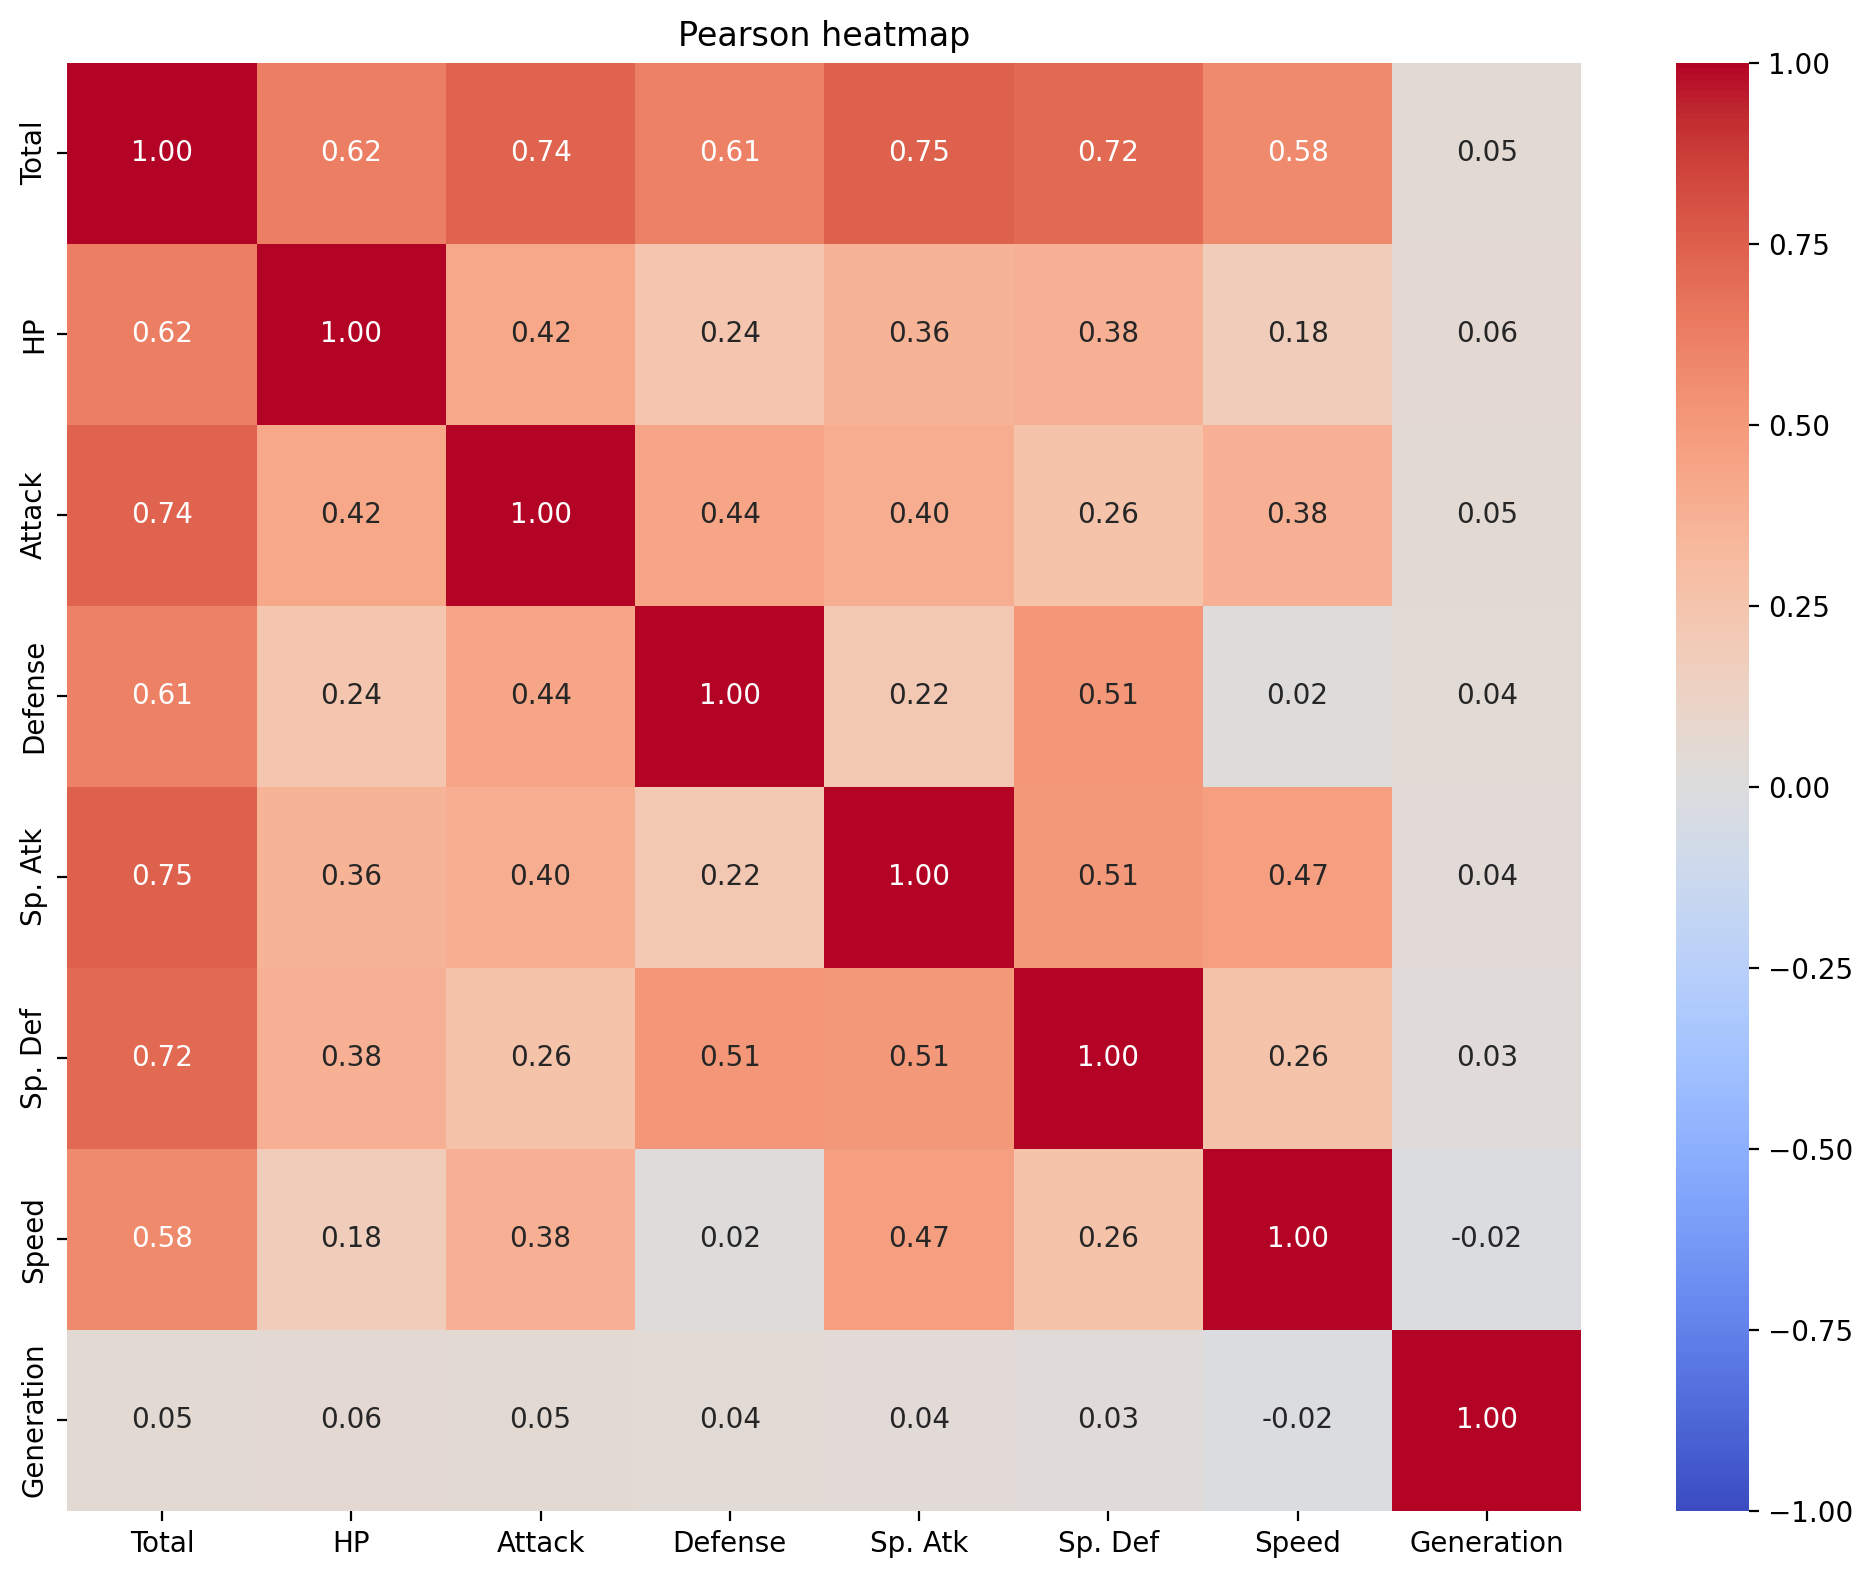 Pearson heatmap
Total 1.00 0.62 0.74 0.61 0.75 0.72 0.58 0.05
HP 0.62 1.00 0.42 0.24 0.36 0.38 0.18 0.06
Attack 0.74 0.42 1.00 0.44 0.40 0.26 0.38 0.05
Defense 0.61 0.24 0.44 1.00 0.22 0.51 0.02 0.04
Sp. Atk 0.75 0.36 0.40 0.22 1.00 0.51 0.47 0.04
Sp. Def 0.72 0.38 0.26 0.51 0.51 1.00 0.26 0.03
Speed 0.58 0.18 0.38 0.02 0.47 0.26 1.00 -0.02
Generation 0.05 0.06 0.05 0.04 0.04 0.03 -0.02 1.00
Total HP Attack Defense Sp. Atk Sp. Def Speed Generation
1.00
0.75
0.50
0.25
0.00
−0.25
−0.50
−0.75
−1.00